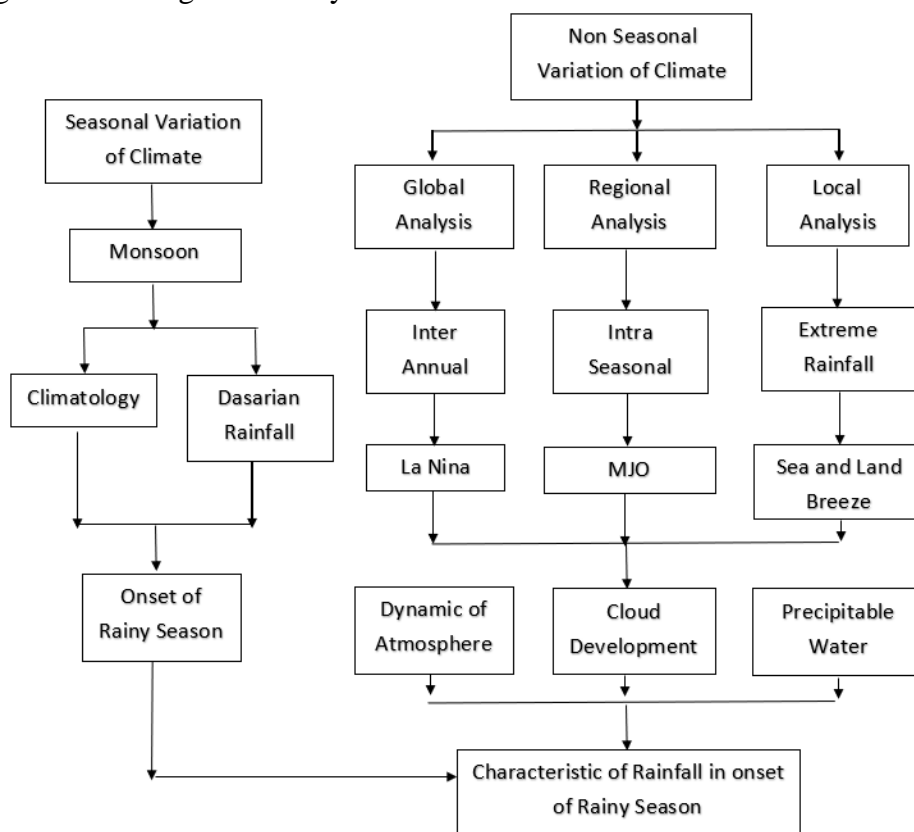 Non Seasonal
Variation of Climate
Seasonal Variation
of Climate
Global
Analysis
Regional
Analysis
Local
Analysis
Monsoon
Inter
Annual
Intra
Seasonal
Extreme
Rainfall
Climatology
Dasarian
Rainfall
La Nina
MJO
Sea and Land
Breeze
Onset of
Rainy Season
Dynamic of
Atmosphere
Cloud
Development
Precipitable
Water
Characteristic of Rainfall in onset
of Rainy Season